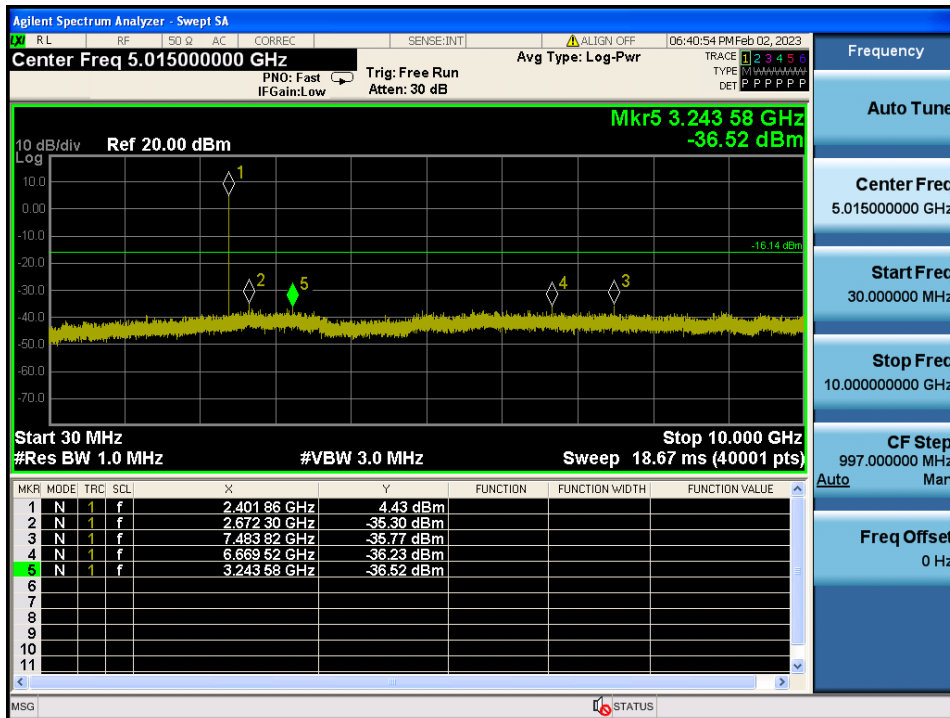 Agilent Spectrum Analyzer - Swept SA
LXI RL RF 50 Ω AC CORREC SENSE:INT ALIGN OFF 06:40:54 PM Feb 02, 2023
Center Freq 5.015000000 GHz
PNO: Fast
IFGain:Low
Trig: Free Run
Atten: 30 dB
Avg Type: Log-Pwr
TRACE 1 2 3 4 5 6
TYPE M
DET P P P P P P
Mkr5 3.243 58 GHz
-36.52 dBm
10 dB/div
Log
Ref 20.00 dBm
10.0
0.00
-10.0
-20.0
-30.0
-40.0
-50.0
-60.0
-70.0
-16.14 dBm
1
2
5
4
3
Start 30 MHz
Stop 10.000 GHz
#Res BW 1.0 MHz
#VBW 3.0 MHz
Sweep 18.67 ms (40001 pts)
MKR MODE TRC SCL X Y FUNCTION FUNCTION WIDTH FUNCTION VALUE
1 N 1 f 2.401 86 GHz 4.43 dBm
2 N 1 f 2.672 30 GHz -35.30 dBm
3 N 1 f 7.483 82 GHz -35.77 dBm
4 N 1 f 6.669 52 GHz -36.23 dBm
5 N 1 f 3.243 58 GHz -36.52 dBm
6
7
8
9
10
11
MSG
STATUS
Frequency
Auto Tune
Center Freq
5.015000000 GHz
Start Freq
30.000000 MHz
Stop Freq
10.000000000 GHz
CF Step
997.000000 MHz
Auto Man
Freq Offset
0 Hz